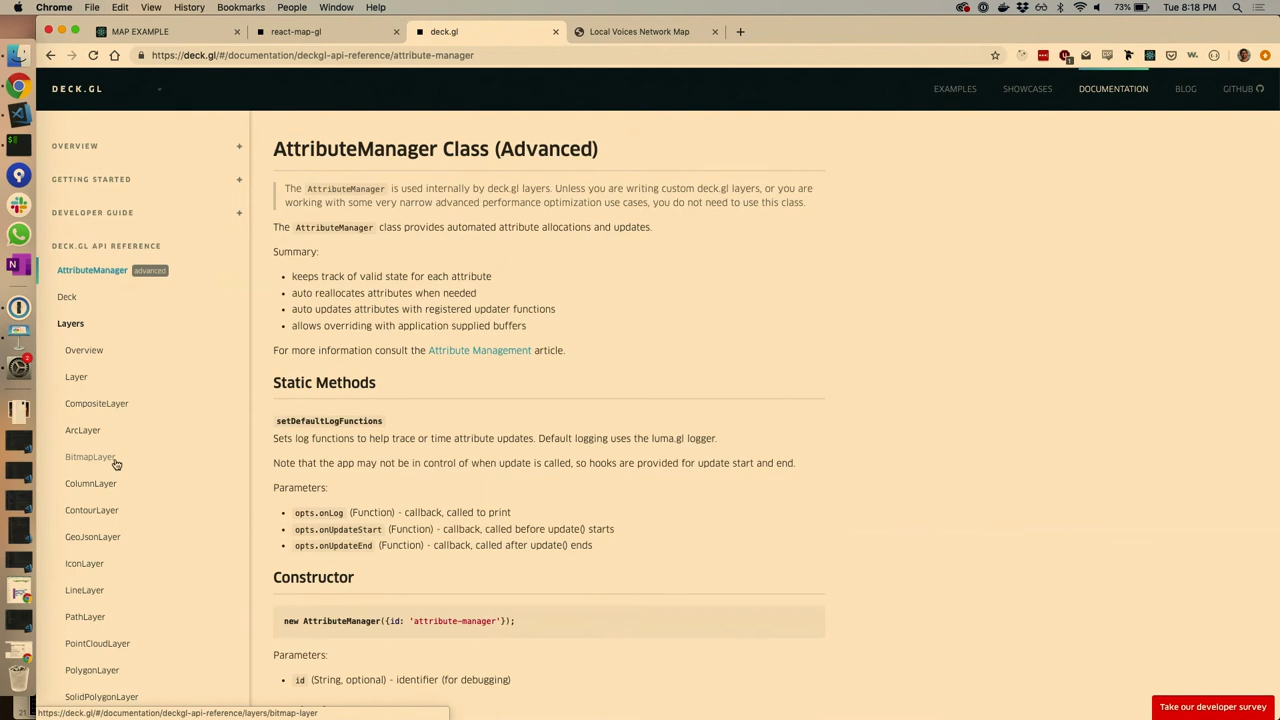 Chrome File Edit View History Bookmarks People Window Help
73% Tue 8:18 PM
MAP EXAMPLE
react-map-gl
deck.gl
Local Voices Network Map
https://deck.gl/#/documentation/deckgl-api-reference/attribute-manager
DECK.GL
EXAMPLES SHOWCASES DOCUMENTATION BLOG GITHUB
OVERVIEW +
GETTING STARTED +
DEVELOPER GUIDE +
DECK.GL API REFERENCE
AttributeManager advanced
Deck
Layers
Overview
Layer
CompositeLayer
ArcLayer
BitmapLayer
ColumnLayer
ContourLayer
GeoJsonLayer
IconLayer
LineLayer
PathLayer
PointCloudLayer
PolygonLayer
SolidPolygonLayer
AttributeManager Class (Advanced)
The AttributeManager is used internally by deck.gl layers. Unless you are writing custom deck.gl layers, or you are
working with some very narrow advanced performance optimization use cases, you do not need to use this class.
The AttributeManager class provides automated attribute allocations and updates.
Summary:
• keeps track of valid state for each attribute
• auto reallocates attributes when needed
• auto updates attributes with registered updater functions
• allows overriding with application supplied buffers
For more information consult the Attribute Management article.
Static Methods
setDefaultLogFunctions
Sets log functions to help trace or time attribute updates. Default logging uses the luma.gl logger.
Note that the app may not be in control of when update is called, so hooks are provided for update start and end.
Parameters:
• opts.onLog (Function) - callback, called to print
• opts.onUpdateStart (Function) - callback, called before update() starts
• opts.onUpdateEnd (Function) - callback, called after update() ends
Constructor
new AttributeManager({id: 'attribute-manager'});
Parameters:
• id (String, optional) - identifier (for debugging)
Take our developer survey
https://deck.gl/#/documentation/deckgl-api-reference/layers/bitmap-layer